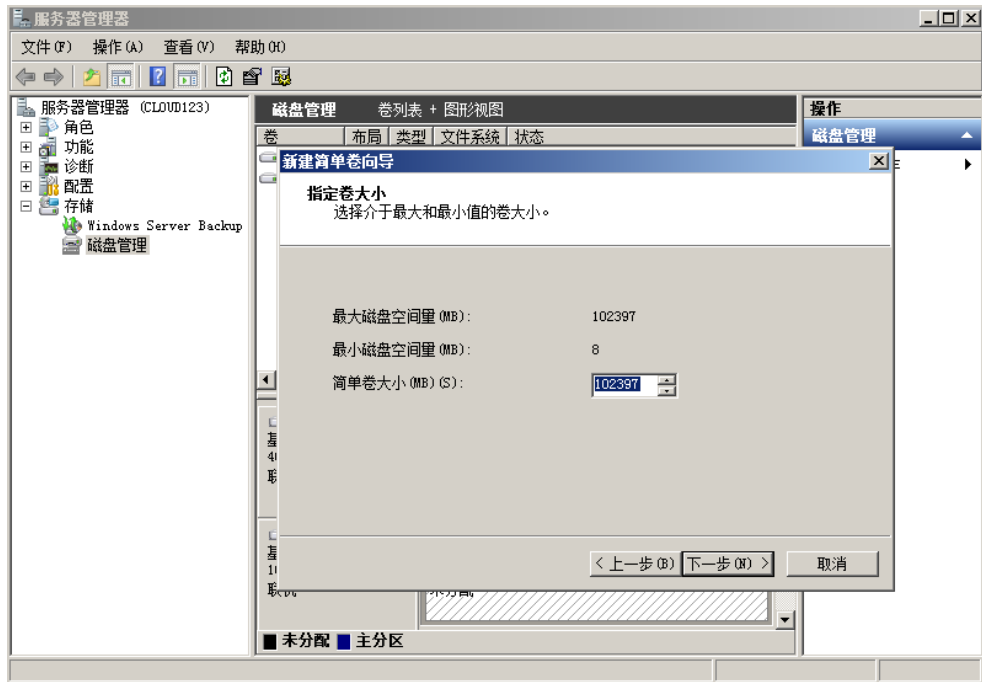 服务器管理器
文件(F) 操作(A) 查看(V) 帮助(H)
服务器管理器 (CLOUD123)
角色
功能
诊断
配置
存储
Windows Server Backup
磁盘管理
磁盘管理 卷列表 + 图形视图
卷 布局 类型 文件系统 状态
操作
磁盘管理
新建简单卷向导
指定卷大小
选择介于最大和最小值的卷大小。
最大磁盘空间量(MB): 102397
最小磁盘空间量(MB): 8
简单卷大小(MB)(S): 102397
< 上一步(B) 下一步(N) > 取消
未分配 主分区